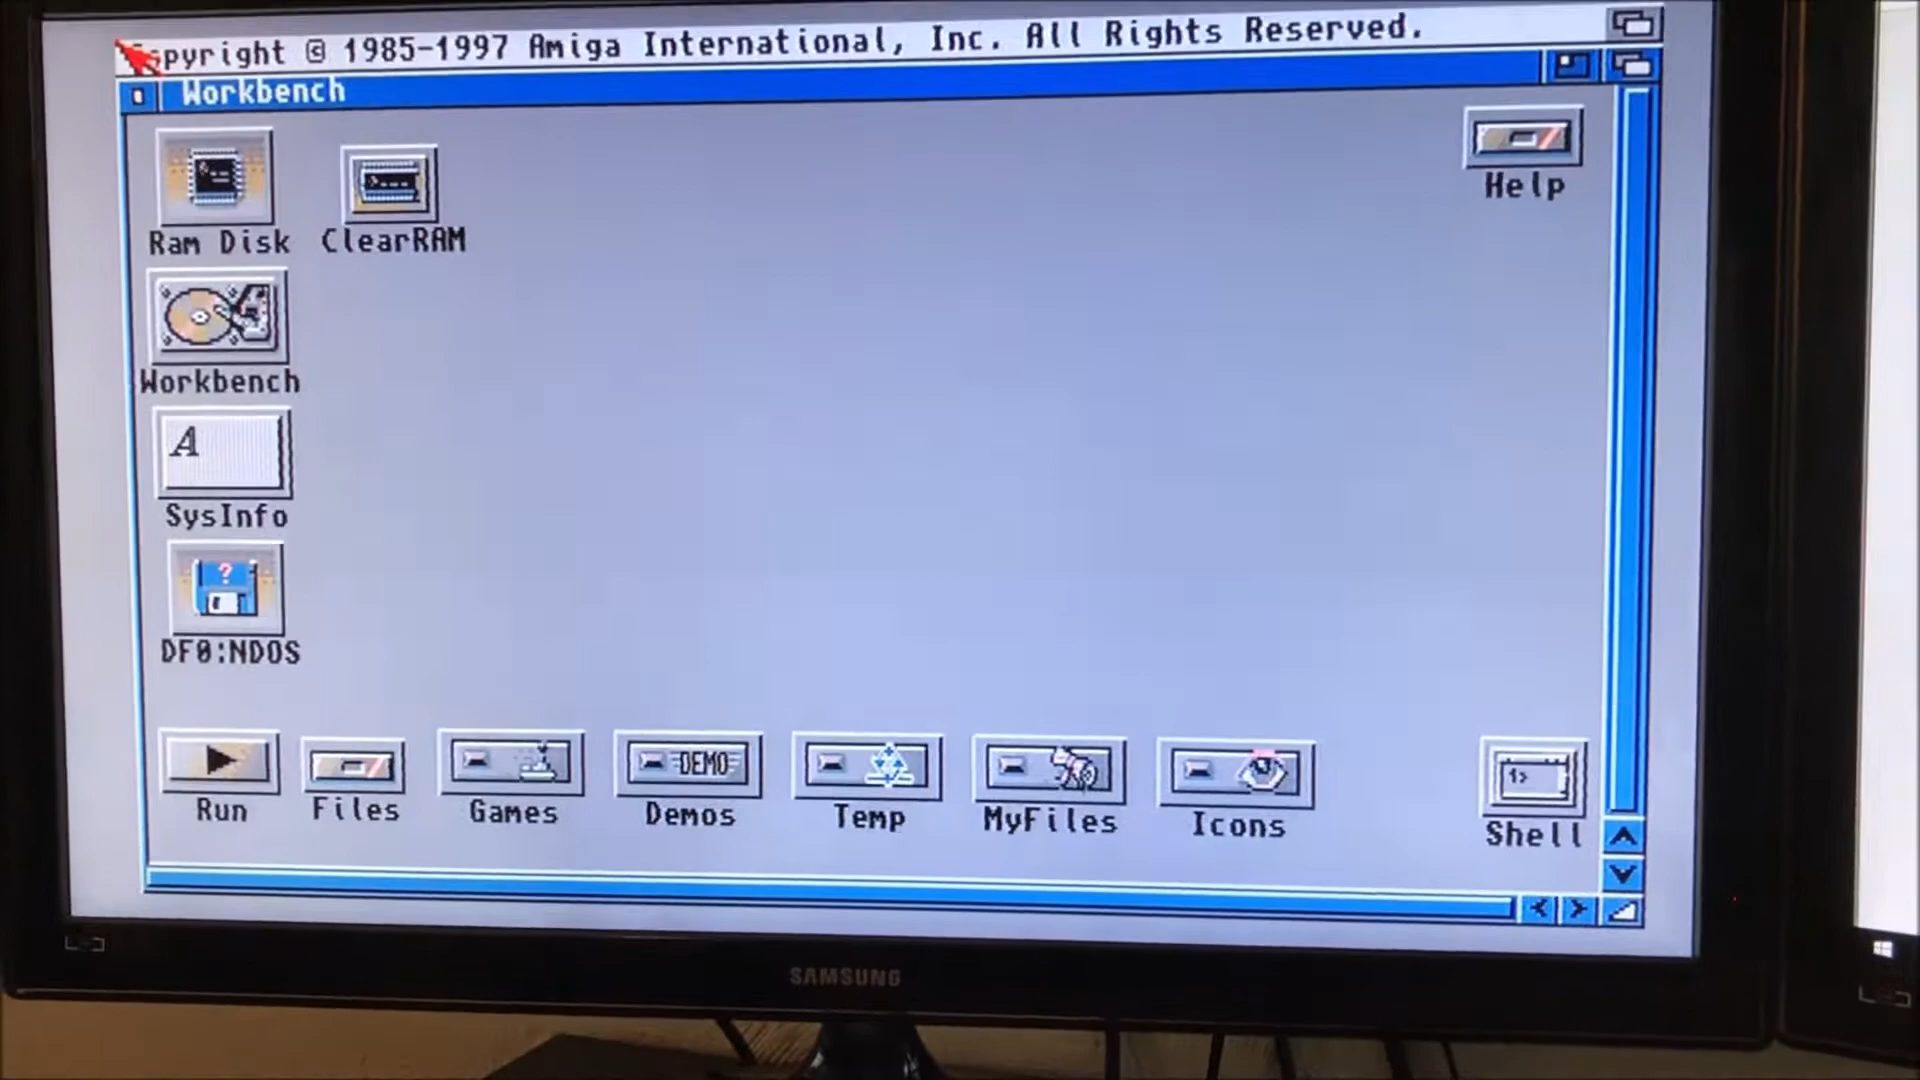 pyright © 1985-1997 Amiga International, Inc. All Rights Reserved.
Workbench
Help
Ram Disk
ClearRAM
Workbench
A
SysInfo
?
DF0:NDOS
1>
DEMO
Run
Files
Games
Demos
Temp
MyFiles
Icons
Shell
SAMSUNG